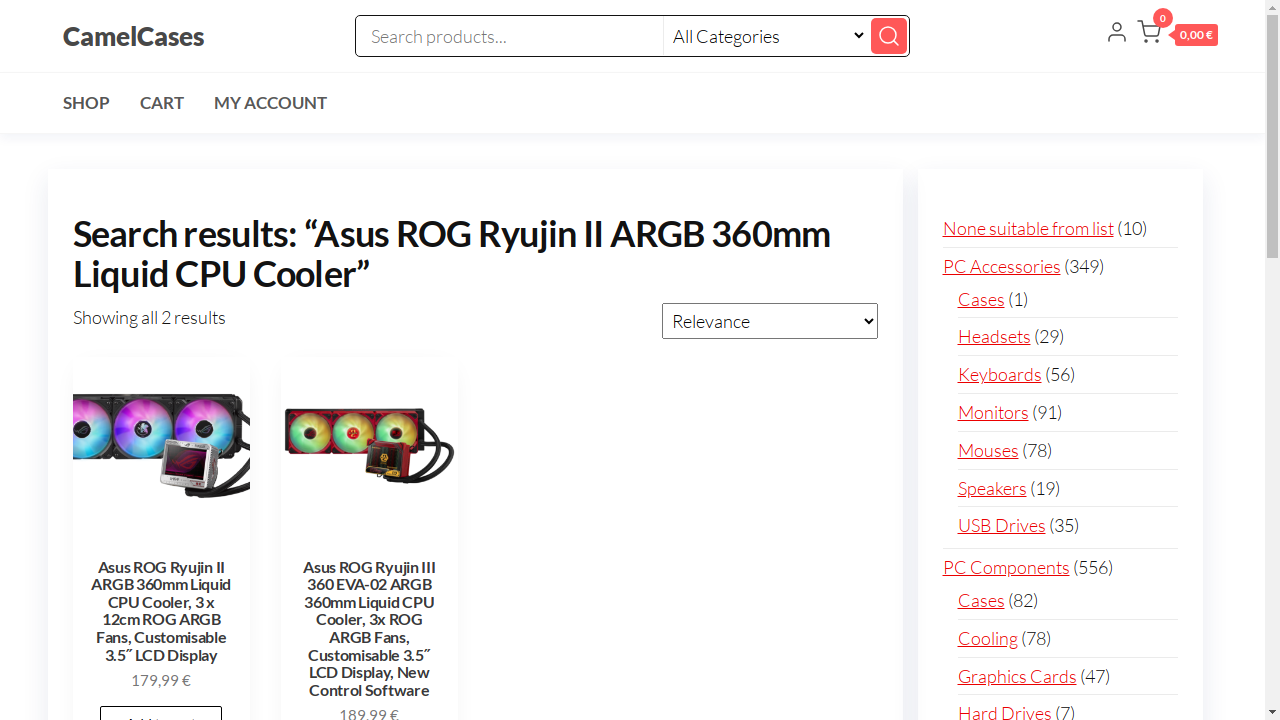 CamelCases
Search products...
All Categories
0
0,00 €
SHOP
CART
MY ACCOUNT
Search results: “Asus ROG Ryujin II ARGB 360mm
Liquid CPU Cooler”
Showing all 2 results
Relevance
Asus ROG Ryujin II
ARGB 360mm Liquid
CPU Cooler, 3 x
12cm ROG ARGB
Fans, Customisable
3.5″ LCD Display
179,99 €
Asus ROG Ryujin III
360 EVA-02 ARGB
360mm Liquid CPU
Cooler, 3x ROG
ARGB Fans,
Customisable 3.5″
LCD Display, New
Control Software
189,99 €
None suitable from list (10)
PC Accessories (349)
Cases (1)
Headsets (29)
Keyboards (56)
Monitors (91)
Mouses (78)
Speakers (19)
USB Drives (35)
PC Components (556)
Cases (82)
Cooling (78)
Graphics Cards (47)
Hard Drives (7)